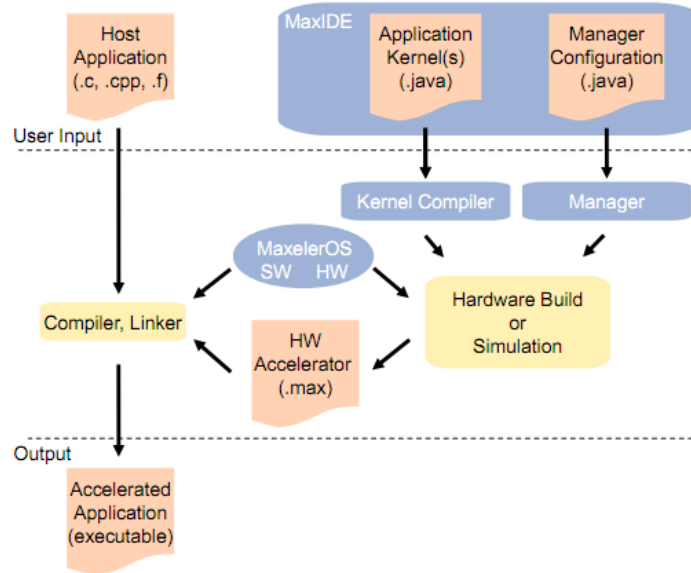 MaxIDE
Host
Application
(.c, .cpp, .f)
Application
Kernel(s)
(.java)
Manager
Configuration
(.java)
User Input
Kernel Compiler
Manager
MaxelerOS
SW HW
Compiler, Linker
Hardware Build
or
Simulation
HW
Accelerator
(.max)
Output
Accelerated
Application
(executable)